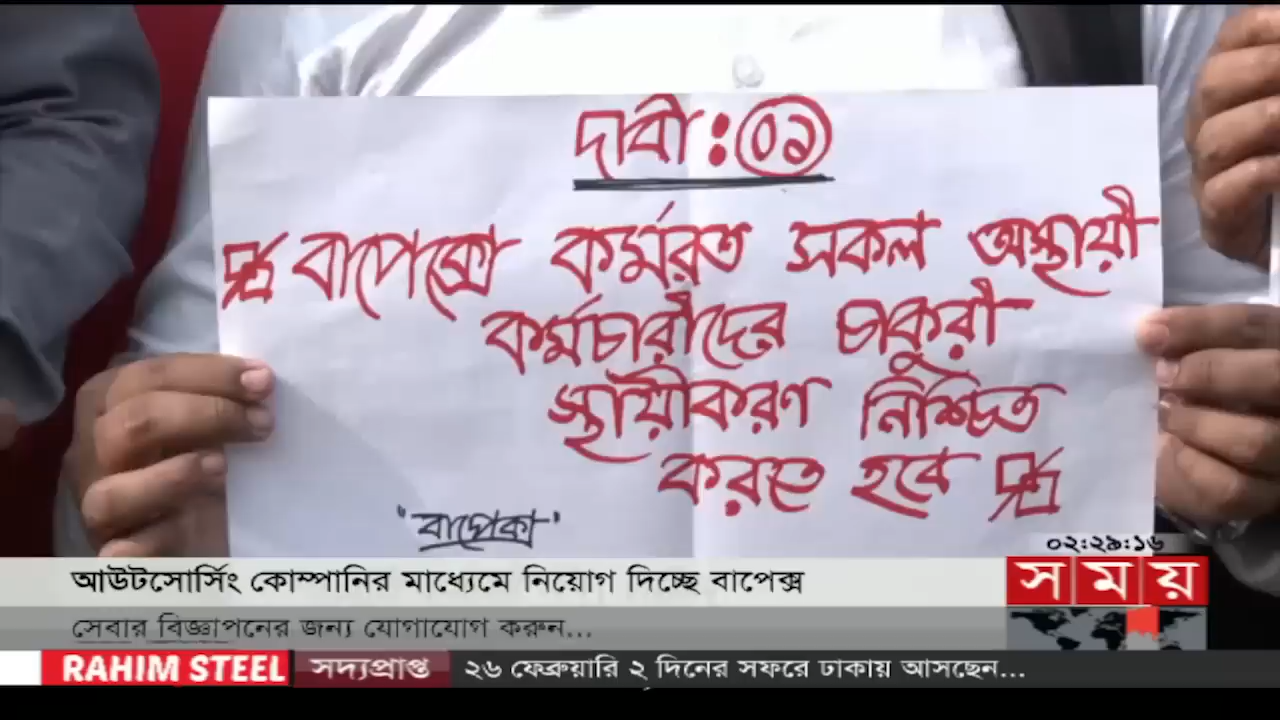 দাবী : ০১
বাপেক্সে কর্মরত সকল অস্থায়ী
কর্মচারীদের চাকুরী
স্থায়ীকরণ নিশ্চিত
করতে হবে
'বাপেক্স'
০২:২৯:১৬
আউটসোর্সিং কোম্পানির মাধ্যেমে নিয়োগ দিচ্ছে বাপেক্স
সময়
সেবার বিজ্ঞাপনের জন্য যোগাযোগ করুন...
RAHIM STEEL সদ্যপ্রাপ্ত ২৬ ফেব্রুয়ারি ২ দিনের সফরে ঢাকায় আসছেন...